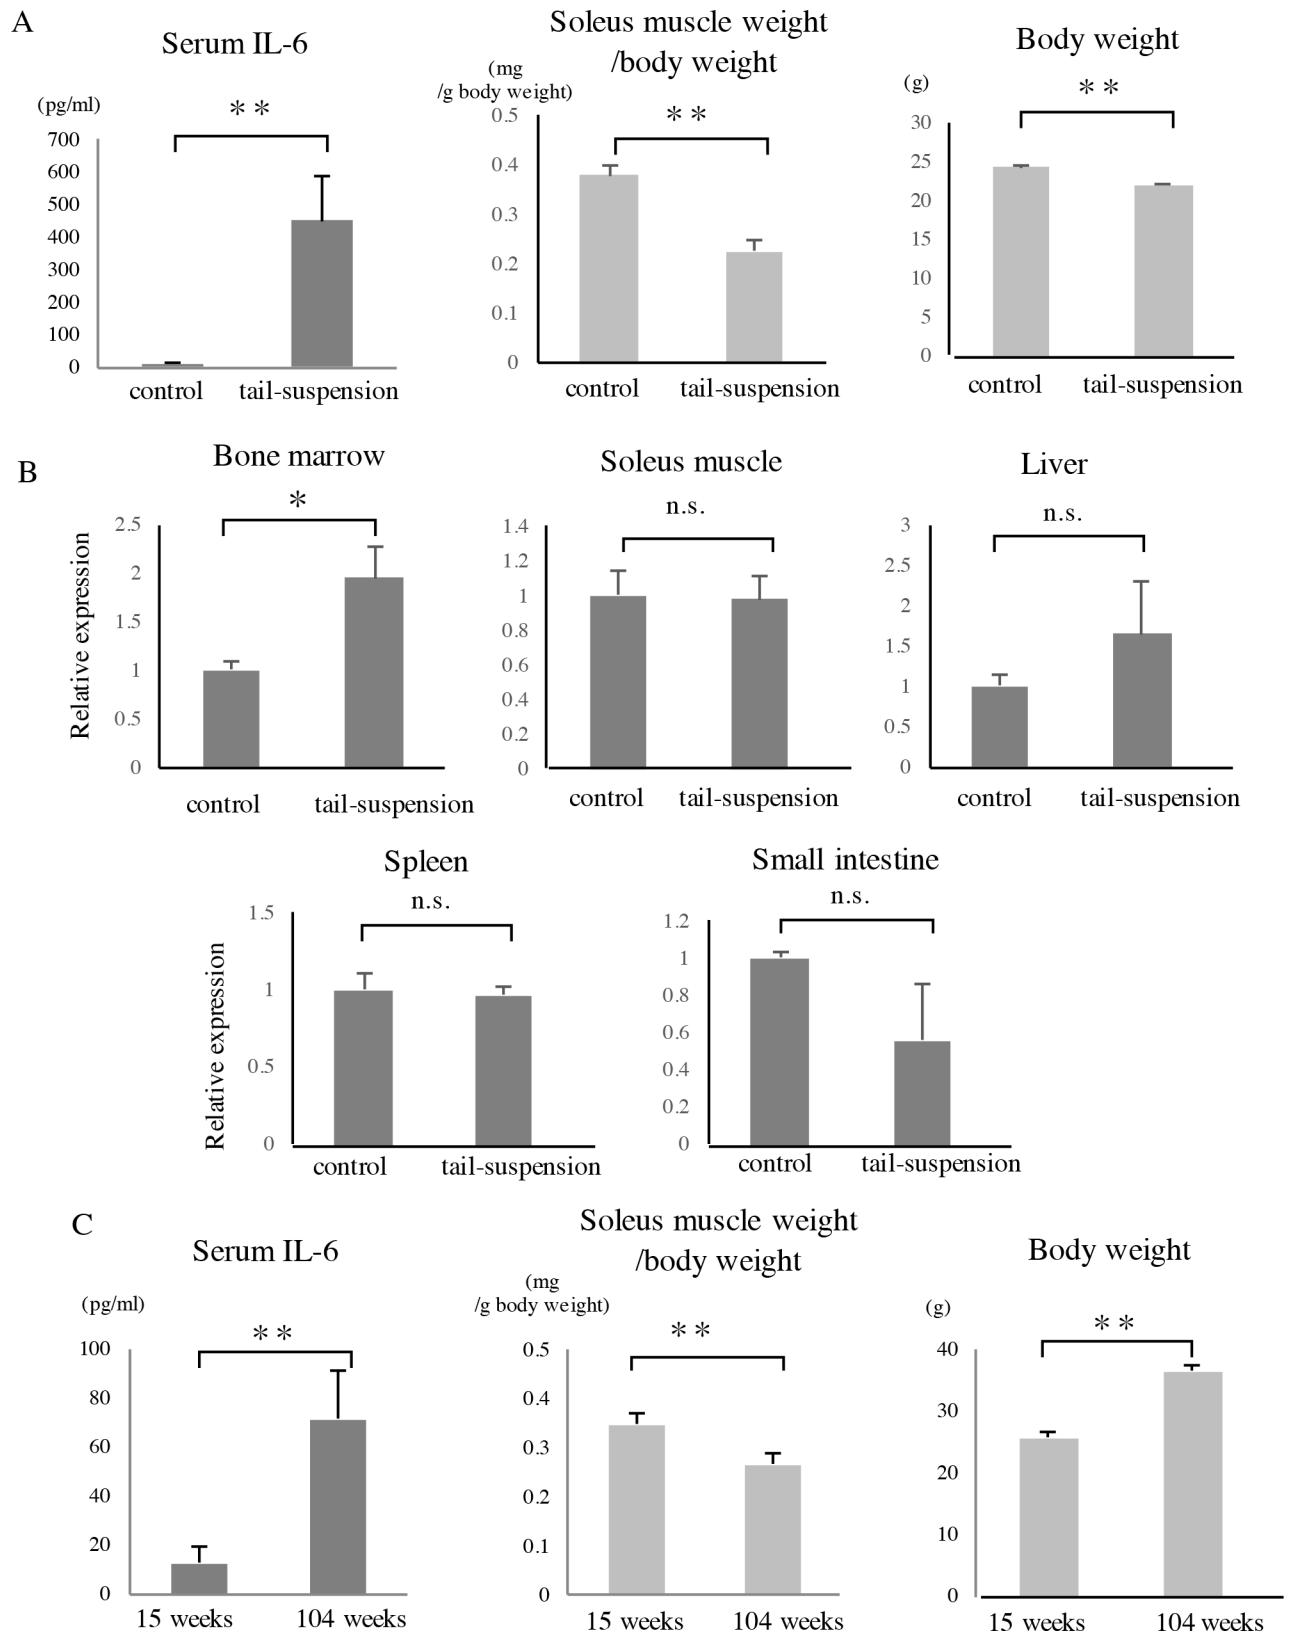 A
Serum IL-6
(pg/ml)
**
700
600
500
400
300
200
100
0
control
tail-suspension
Soleus muscle weight
/body weight
(mg
/g body weight)
**
0.5
0.4
0.3
0.2
0.1
0
control
tail-suspension
Body weight
(g)
**
30
25
20
15
10
5
0
control
tail-suspension
B
Bone marrow
*
Relative expression
2.5
2
1.5
1
0.5
0
control
tail-suspension
Soleus muscle
n.s.
1.4
1.2
1
0.8
0.6
0.4
0.2
0
control
tail-suspension
Liver
n.s.
3
2.5
2
1.5
1
0.5
0
control
tail-suspension
Spleen
n.s.
Relative expression
1.5
1
0.5
0
control
tail-suspension
Small intestine
n.s.
1.2
1
0.8
0.6
0.4
0.2
0
control
tail-suspension
C
Serum IL-6
(pg/ml)
**
100
80
60
40
20
0
15 weeks
104 weeks
Soleus muscle weight
/body weight
(mg
/g body weight)
**
0.5
0.4
0.3
0.2
0.1
0
15 weeks
104 weeks
Body weight
(g)
**
40
30
20
10
0
15 weeks
104 weeks